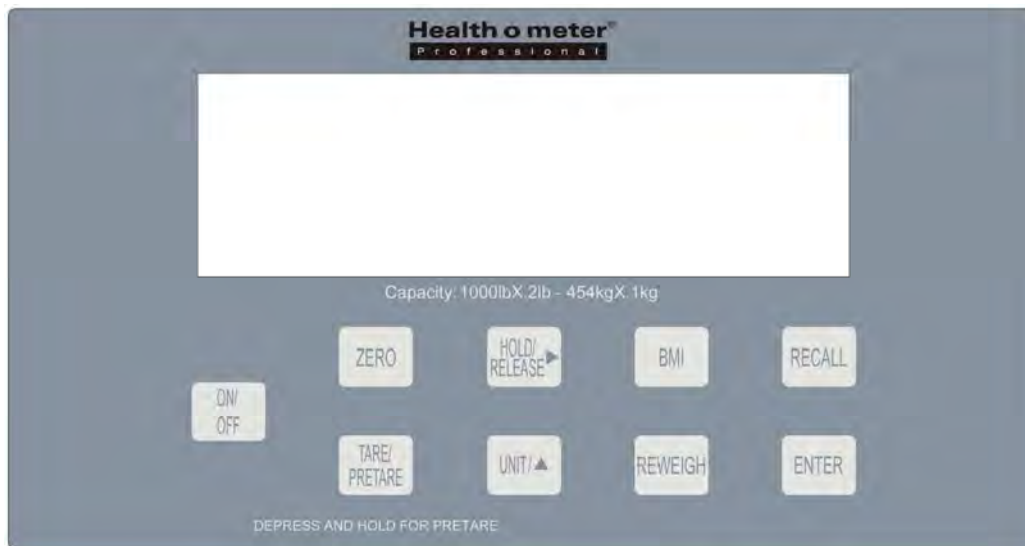 Health o meter®
Professional
Capacity: 1000lbX.2lb - 454kgX.1kg
ZERO
HOLD/
RELEASE▶
BMI
RECALL
ON/
OFF
TARE/
PRETARE
UNIT/▲
REWEIGH
ENTER
DEPRESS AND HOLD FOR PRETARE